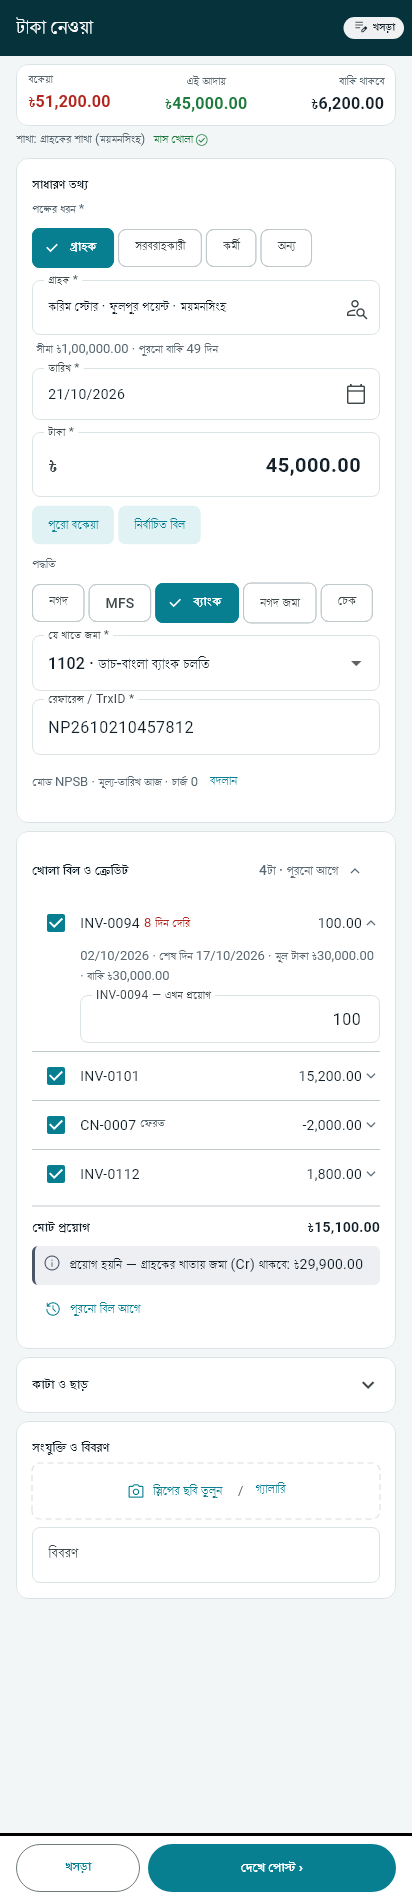 টাকা নেওয়া
খসড়া
বকেয়া এই আদায় বাকি থাকবে
৳51,200.00 ৳45,000.00 ৳6,200.00
শাখা: গ্রাহকের শাখা (ময়মনসিংহ) মাস খোলা
সাধারণ তথ্য
পক্ষের ধরন *
গ্রাহক সরবরাহকারী কর্মী অন্য
গ্রাহক *
করিম স্টোর · ফুলপুর পয়েন্ট · ময়মনসিংহ
সীমা ৳1,00,000.00 · পুরনো বাকি 49 দিন
তারিখ *
21/10/2026
টাকা *
৳ 45,000.00
পুরো বকেয়া নির্বাচিত বিল
পদ্ধতি
নগদ MFS ব্যাংক নগদ জমা চেক
যে খাতে জমা *
1102 · ডাচ-বাংলা ব্যাংক চলতি
রেফারেন্স / TrxID *
NP2610210457812
মোড NPSB · মূল্য-তারিখ আজ · চার্জ 0 বদলান
খোলা বিল ও ক্রেডিট 4টা · পুরনো আগে
INV-0094 8 দিন দেরি 100.00
02/10/2026 · শেষ দিন 17/10/2026 · মূল টাকা ৳30,000.00
· বাকি ৳30,000.00
INV-0094 — এখন প্রয়োগ
100
INV-0101 15,200.00
CN-0007 ফেরত -2,000.00
INV-0112 1,800.00
মোট প্রয়োগ ৳15,100.00
প্রয়োগ হয়নি — গ্রাহকের খাতায় জমা (Cr) থাকবে: ৳29,900.00
পুরনো বিল আগে
কাটা ও ছাড়
সংযুক্তি ও বিবরণ
স্লিপের ছবি তুলুন / গ্যালারি
বিবরণ
খসড়া দেখে পোস্ট ›